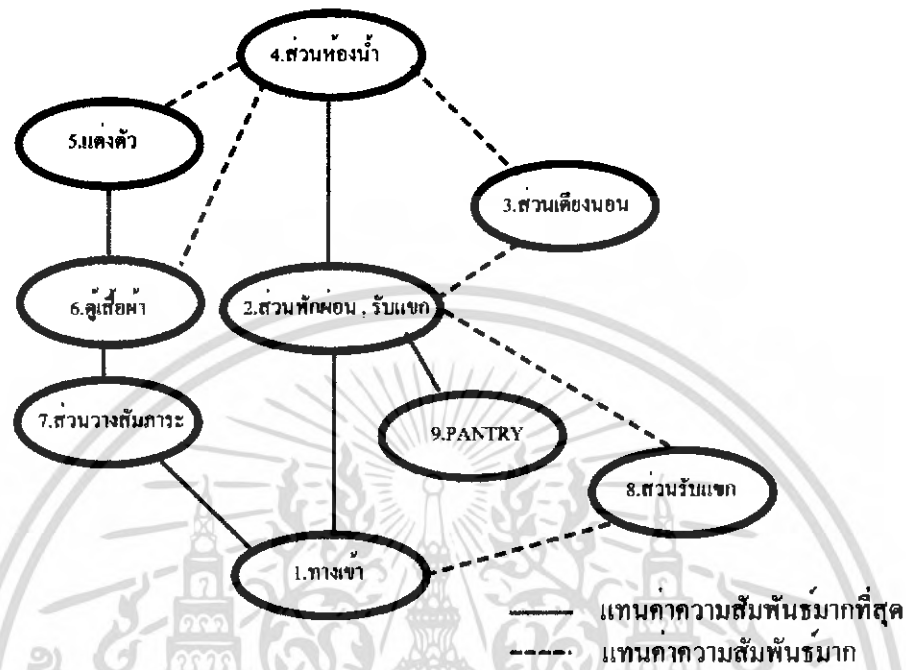 4.ส่วนห้องน้ำ
5.แต่งตัว
3.ส่วนเตียงนอน
6.ตู้เสื้อผ้า
2.ส่วนพักผ่อน , รับแขก
7.ส่วนวางสัมภาระ
9.PANTRY
8.ส่วนรับแขก
1.ทางเข้า
แทนค่าความสัมพันธ์มากที่สุด
แทนค่าความสัมพันธ์มาก